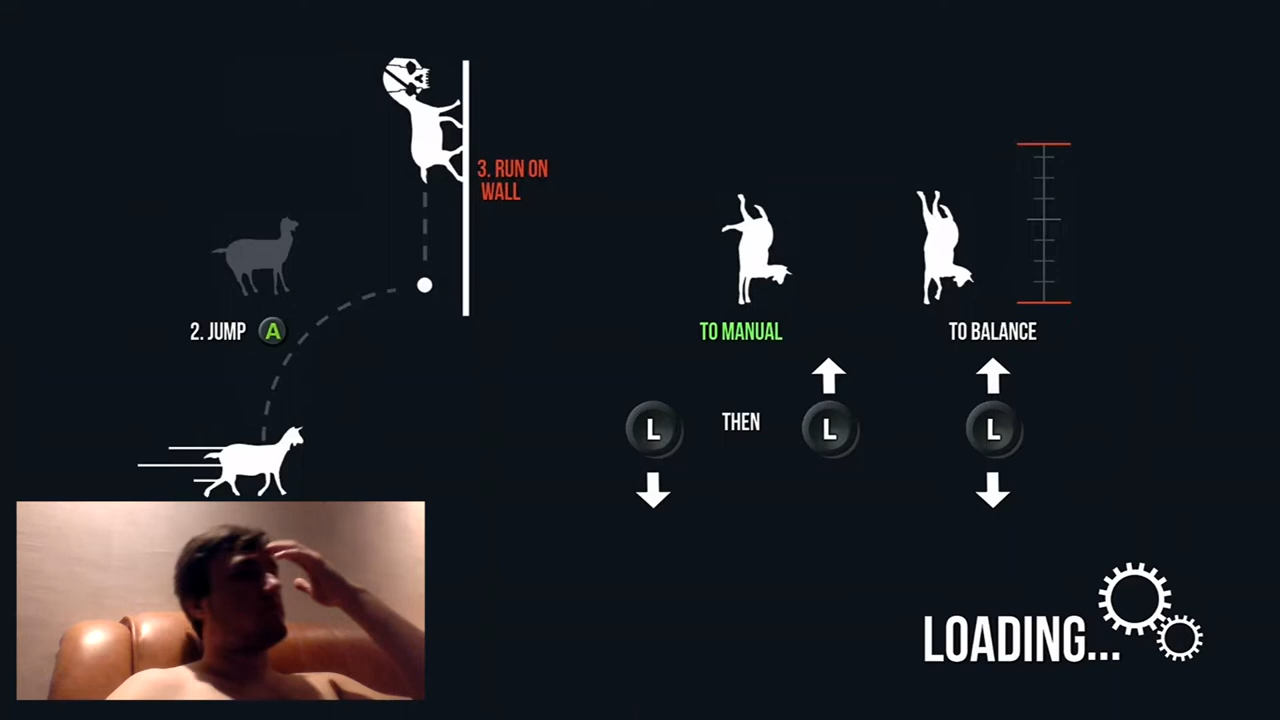 3. RUN ON
WALL
2. JUMP A
TO MANUAL
TO BALANCE
L THEN L
L
LOADING...